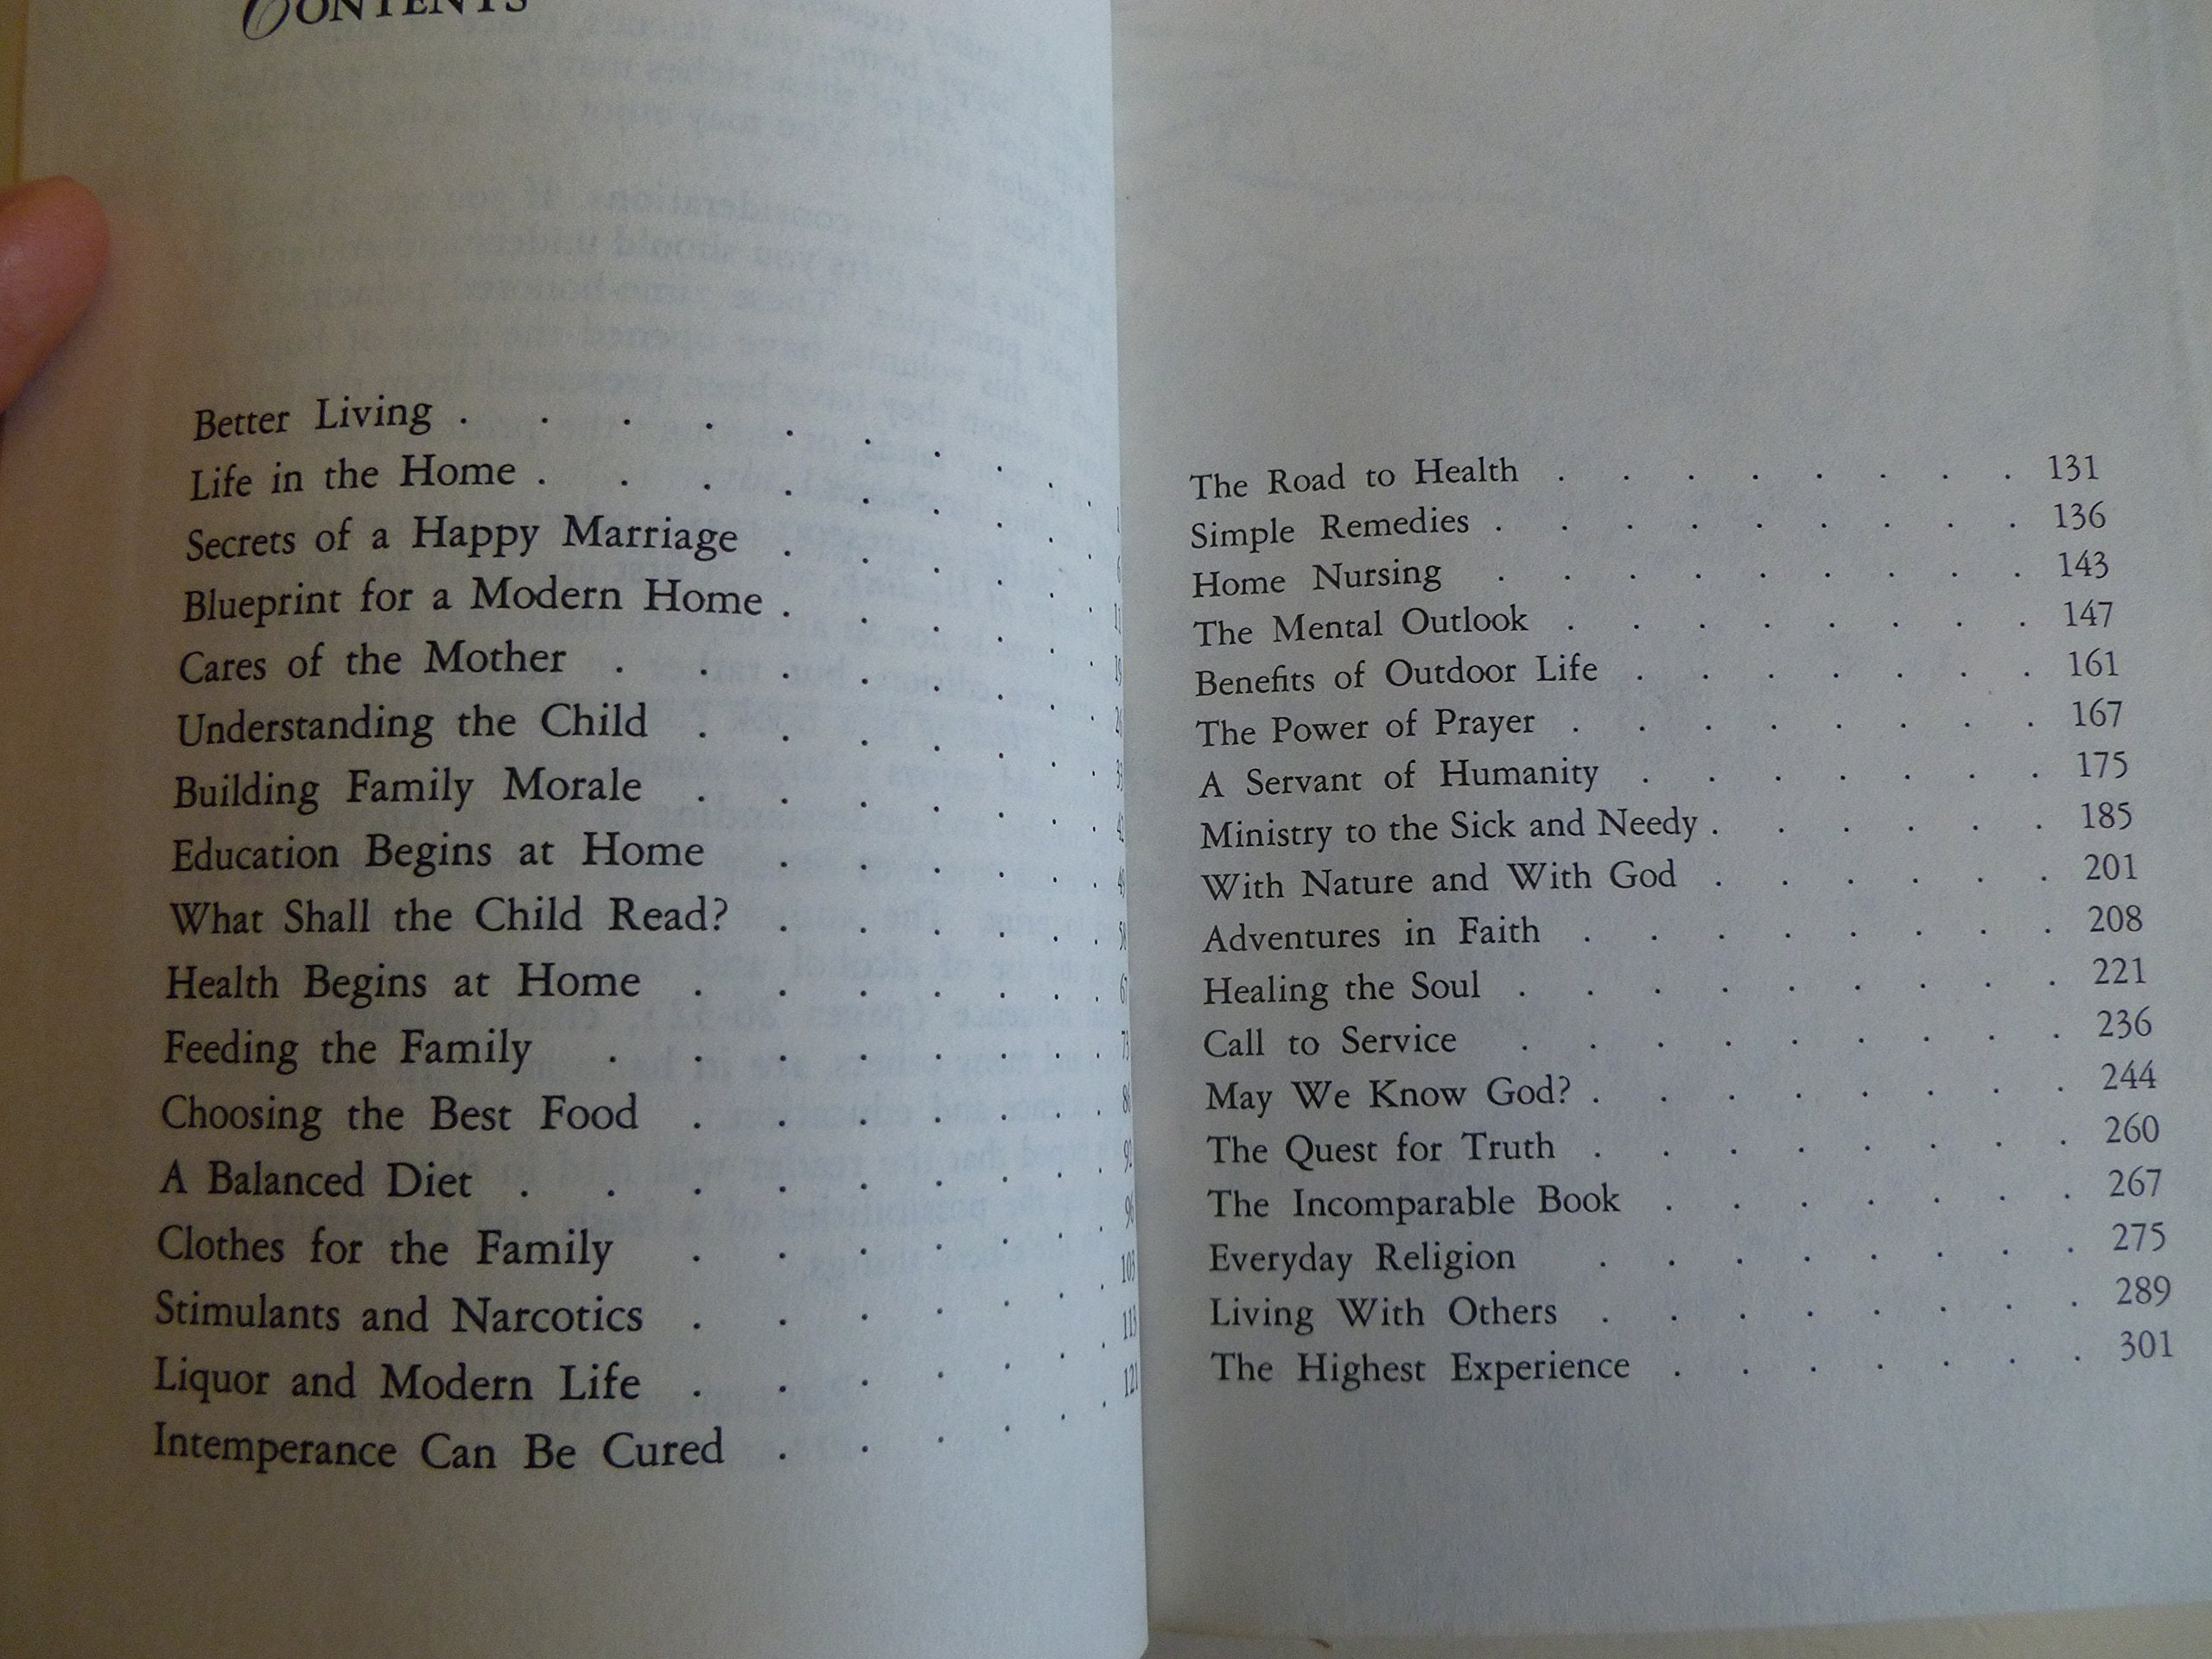 CONTENTS
Better Living . . . . . . . . . .
Life in the Home . . . . . . . . .
Secrets of a Happy Marriage . . . . .
Blueprint for a Modern Home . . . . . .
Cares of the Mother . . . . . . .
Understanding the Child . . . . . .
Building Family Morale . . . . . .
Education Begins at Home . . . . .
What Shall the Child Read? . . . . .
Health Begins at Home . . . . . .
Feeding the Family . . . . . . .
Choosing the Best Food . . . . . .
A Balanced Diet . . . . . . . .
Clothes for the Family . . . . . .
Stimulants and Narcotics . . . . . .
Liquor and Modern Life . . . . . .
Intemperance Can Be Cured . . . . .
The Road to Health . . . . . . . . 131
Simple Remedies . . . . . . . . . 136
Home Nursing . . . . . . . . . 143
The Mental Outlook . . . . . . . . 147
Benefits of Outdoor Life . . . . . . . 161
The Power of Prayer . . . . . . . . 167
A Servant of Humanity . . . . . . . 175
Ministry to the Sick and Needy . . . . . . 185
With Nature and With God . . . . . . 201
Adventures in Faith . . . . . . . . 208
Healing the Soul . . . . . . . . . 221
Call to Service . . . . . . . . . 236
May We Know God? . . . . . . . . 244
The Quest for Truth . . . . . . . . 260
The Incomparable Book . . . . . . . 267
Everyday Religion . . . . . . . . 275
Living With Others . . . . . . . . 289
The Highest Experience . . . . . . . 301